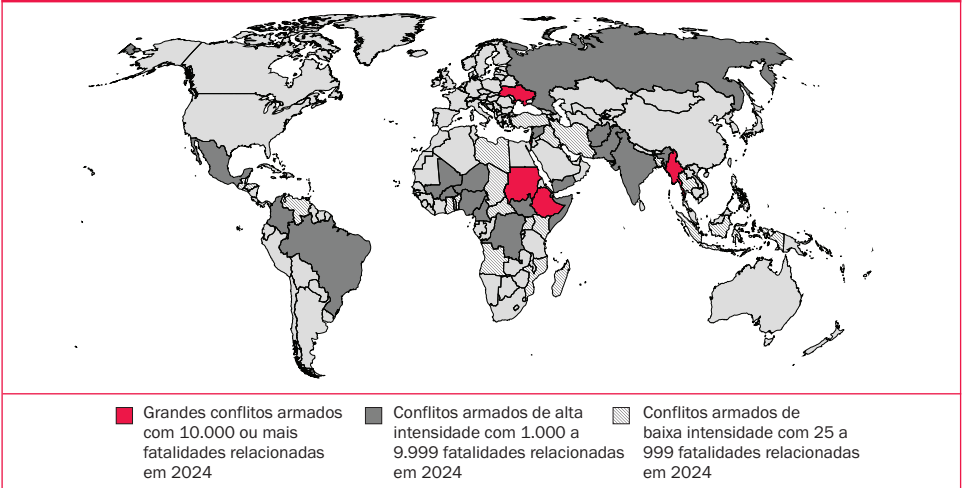 Grandes conflitos armados
com 10.000 ou mais
fatalidades relacionadas
em 2024
Conflitos armados de alta
intensidade com 1.000 a
9.999 fatalidades relacionadas
em 2024
Conflitos armados de
baixa intensidade com 25 a
999 fatalidades relacionadas
em 2024